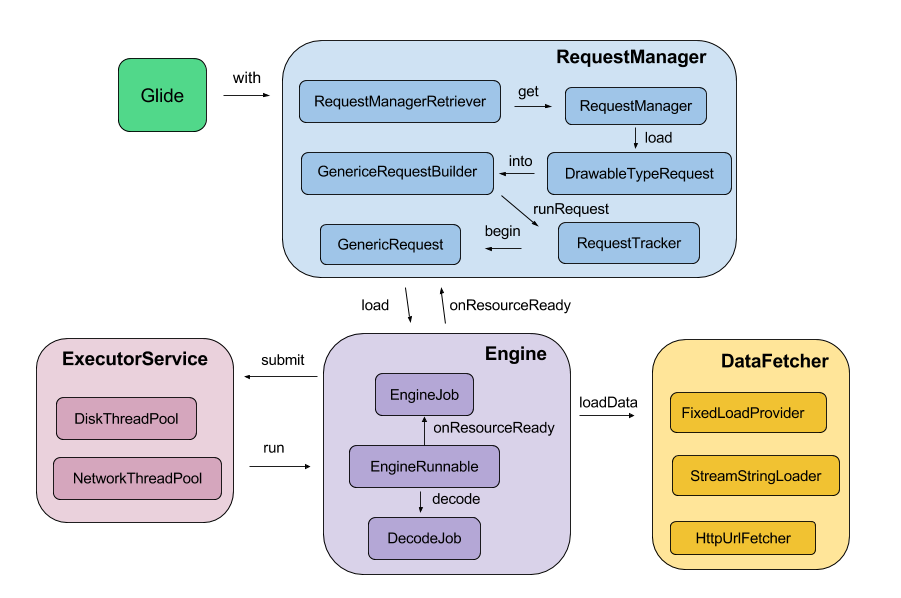 RequestManager
Glide
with
RequestManagerRetriever
get
RequestManager
load
GenericeRequestBuilder
into
DrawableTypeRequest
runRequest
GenericRequest
begin
RequestTracker
load
onResourceReady
ExecutorService
submit
DiskThreadPool
NetworkThreadPool
run
Engine
EngineJob
onResourceReady
EngineRunnable
decode
DecodeJob
loadData
DataFetcher
FixedLoadProvider
StreamStringLoader
HttpUrlFetcher